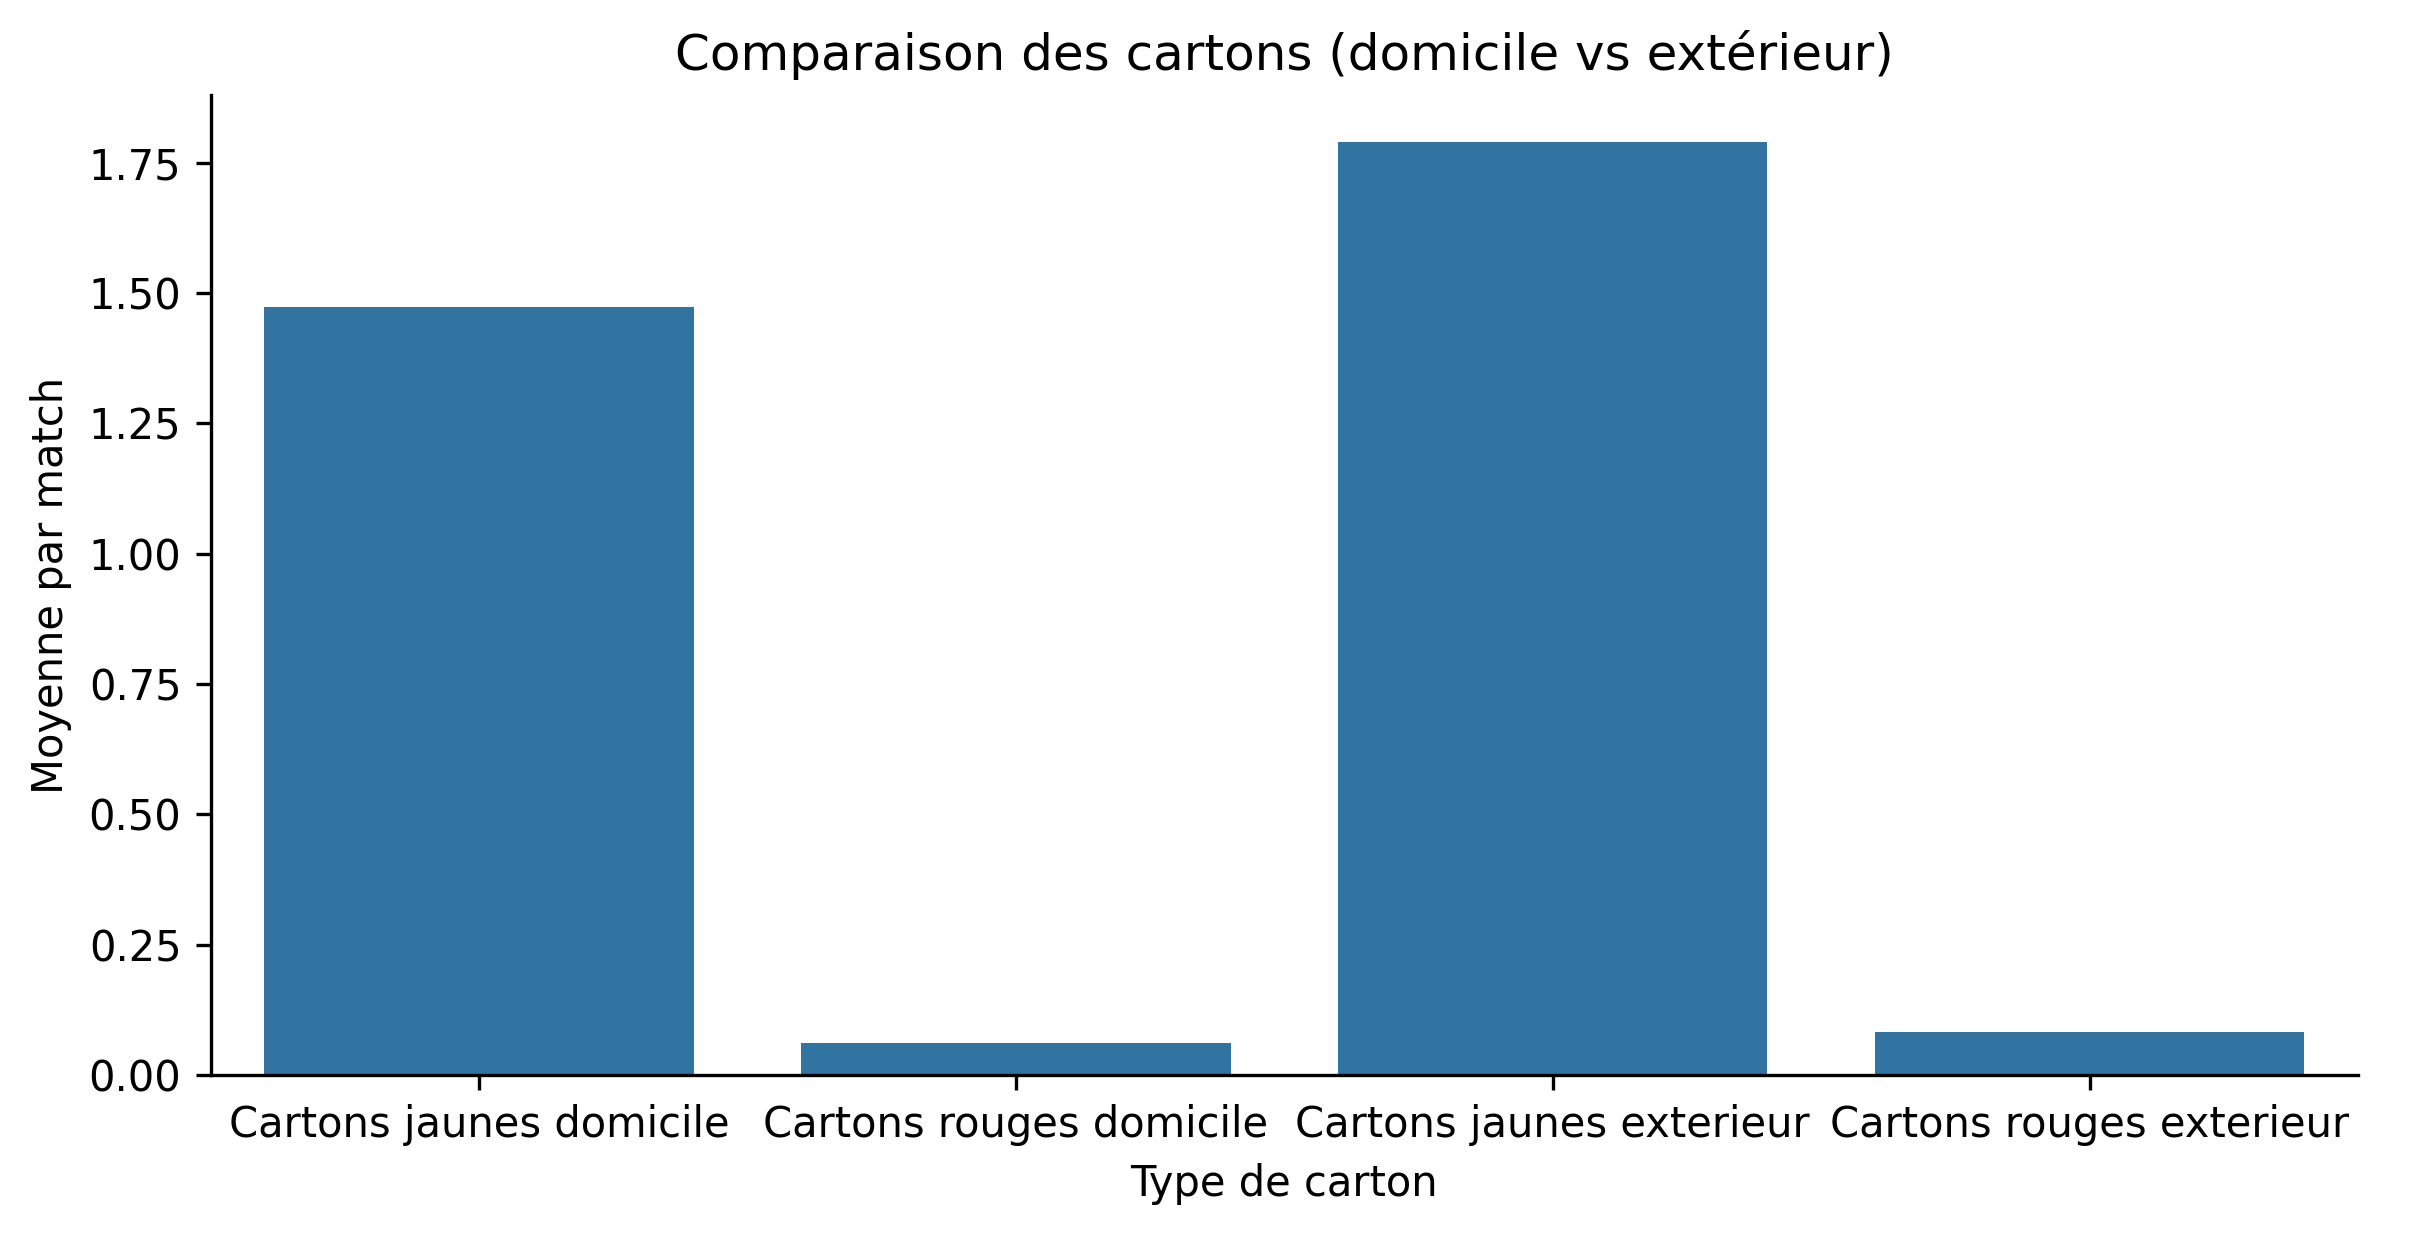 Comparaison des cartons (domicile vs extérieur)
Moyenne par match
1.75
1.50
1.25
1.00
0.75
0.50
0.25
0.00
Cartons jaunes domicile
Cartons rouges domicile
Cartons jaunes exterieur
Cartons rouges exterieur
Type de carton